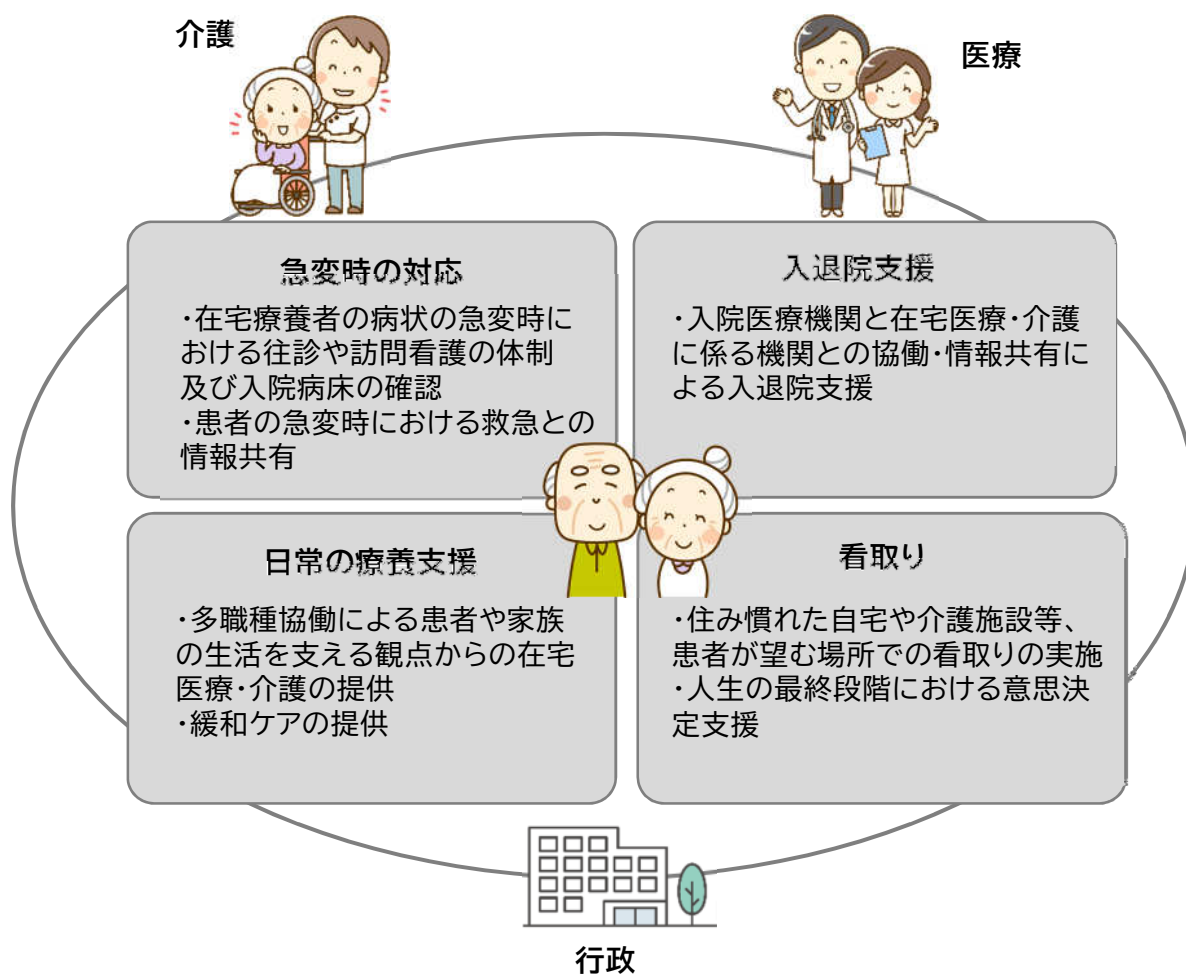 介護
医療
急変時の対応
・在宅療養者の病状の急変時に
おける往診や訪問看護の体制
及び入院病床の確認
・患者の急変時における救急との
情報共有
入退院支援
・入院医療機関と在宅医療・介護
に係る機関との協働・情報共有に
よる入退院支援
日常の療養支援
・多職種協働による患者や家族
の生活を支える観点からの在宅
医療・介護の提供
・緩和ケアの提供
看取り
・住み慣れた自宅や介護施設等、
患者が望む場所での看取りの実施
・人生の最終段階における意思決
定支援
行政